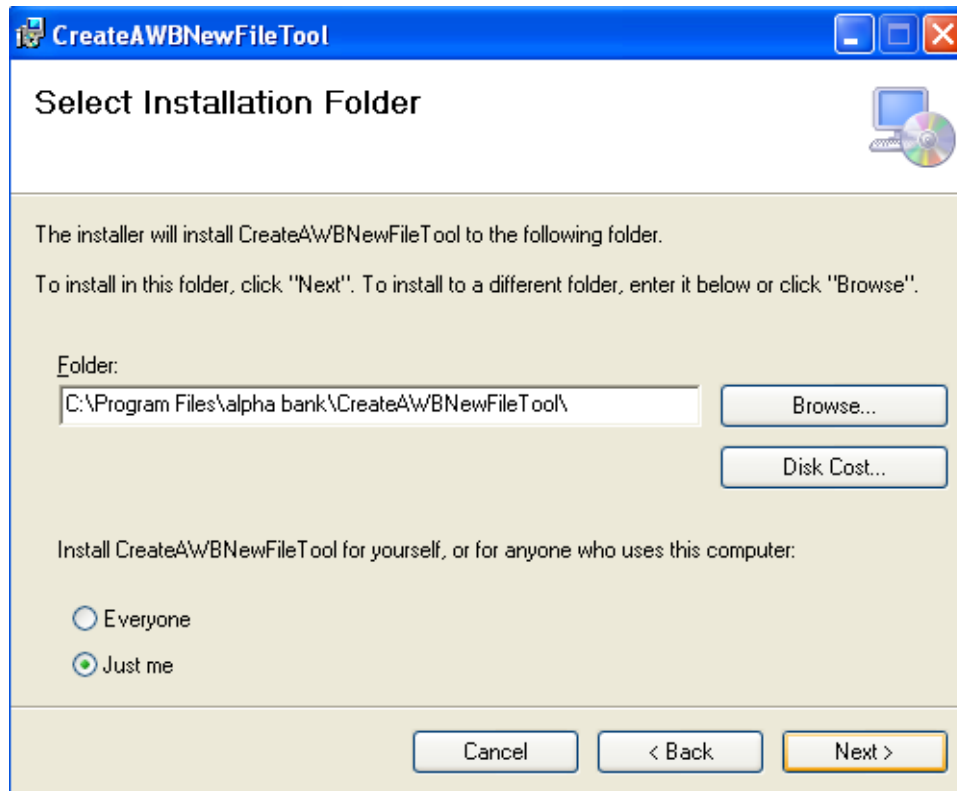 CreateAWBNewFileTool
Select Installation Folder
The installer will install CreateAWBNewFileTool to the following folder.
To install in this folder, click "Next". To install to a different folder, enter it below or click "Browse".
Folder:
C:\Program Files\alpha bank\CreateAWBNewFileTool\
Browse...
Disk Cost...
Install CreateAWBNewFileTool for yourself, or for anyone who uses this computer:
Everyone
Just me
Cancel
< Back
Next >